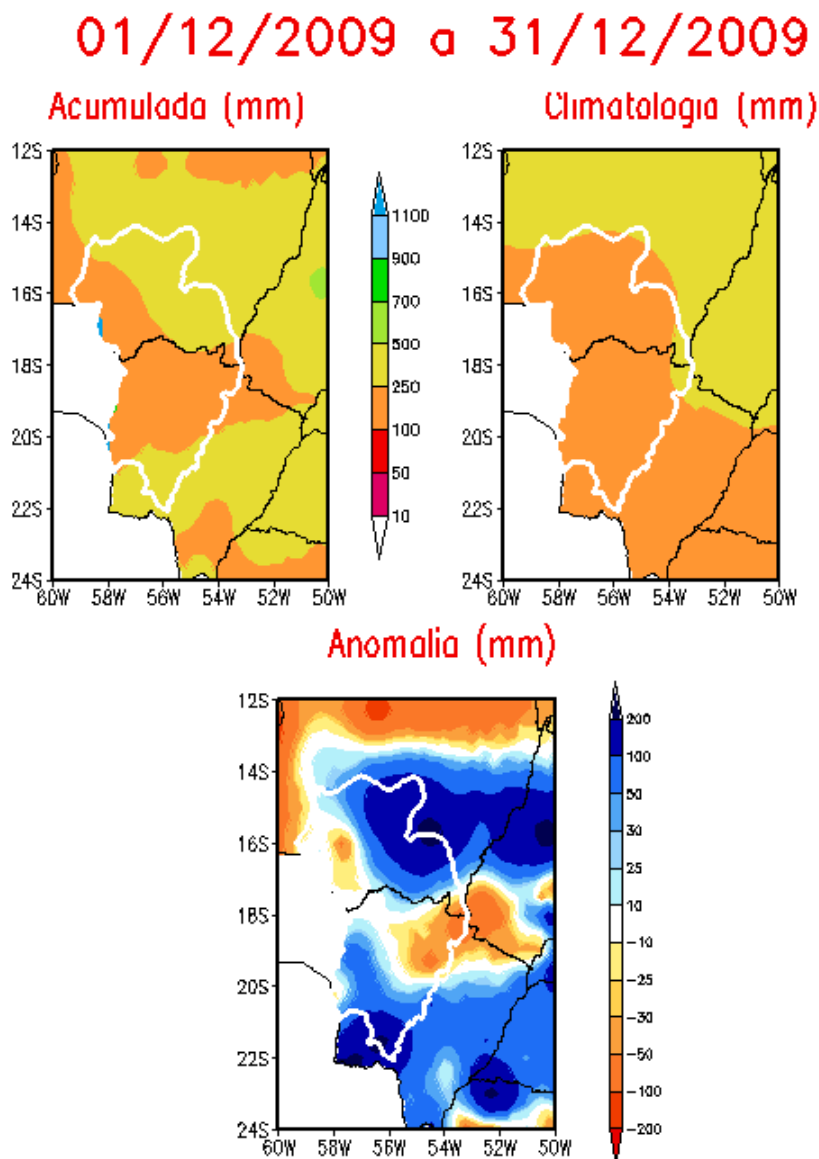 01/12/2009 a 31/12/2009
Acumulada (mm)
Climatologia (mm)
12S
14S
16S
18S
20S
22S
24S
60W 58W 56W 54W 52W 50W
1100
900
700
500
250
100
50
10
12S
14S
16S
18S
20S
22S
24S
60W 58W 56W 54W 52W 50W
Anomalia (mm)
12S
14S
16S
18S
20S
22S
24S
60W 58W 56W 54W 52W 50W
200
100
50
30
25
10
-10
-25
-30
-50
-100
-200